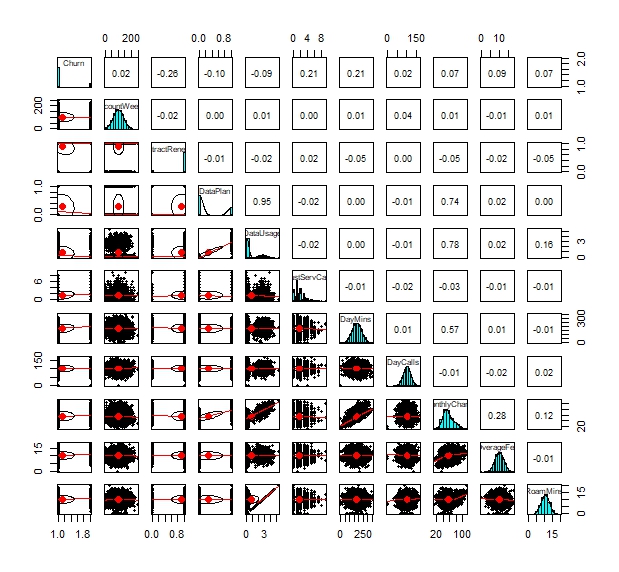 0 200 0.0 0.8 0 4 8 0 150 0 10
Churn 0.02 -0.26 -0.10 -0.09 0.21 0.21 0.02 0.07 0.09 0.07 1.0 2.0
0 200 countWee -0.02 0.00 0.01 0.00 0.01 0.04 0.01 -0.01 0.01
tractRene -0.01 -0.02 0.02 -0.05 0.00 -0.05 -0.02 -0.05 0.0 1.0
0.0 1.0 DataPlan 0.95 -0.02 0.00 -0.01 0.74 0.02 0.00
DataUsage -0.02 0.00 -0.01 0.78 0.02 0.16 0 3
0 6 stServCa -0.01 -0.02 -0.03 -0.01 -0.01
DayMins 0.01 0.57 0.01 -0.01 0 300
0 150 DayCalls -0.01 -0.02 0.02
nthlyCha 0.28 0.12 20
0 15 verageFe -0.01
RoamMins 0 15
1.0 1.8 0.0 0.8 0 3 0 250 20 100 0 15